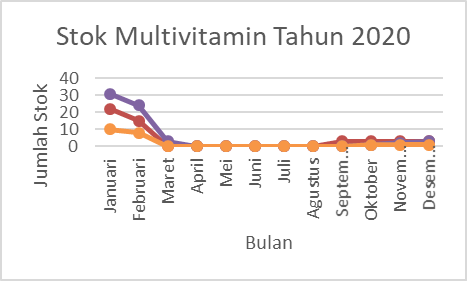 Stok Multivitamin Tahun 2020
Jumlah Stok
40
30
20
10
0
Januari
Februari
Maret
April
Mei
Juni
Juli
Agustus
Septem...
Oktober
Novem...
Desem...
Bulan